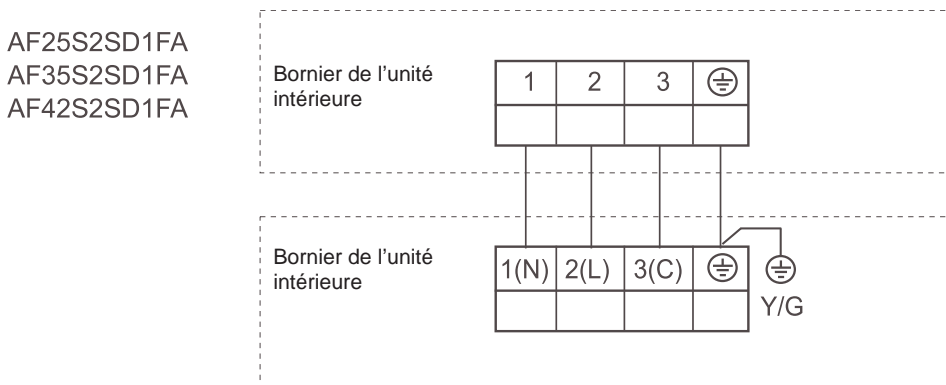 AF25S2SD1FA
AF35S2SD1FA
AF42S2SD1FA
Bornier de l’unité
intérieure
1 2 3
Bornier de l’unité
intérieure
1(N) 2(L) 3(C)
Y/G